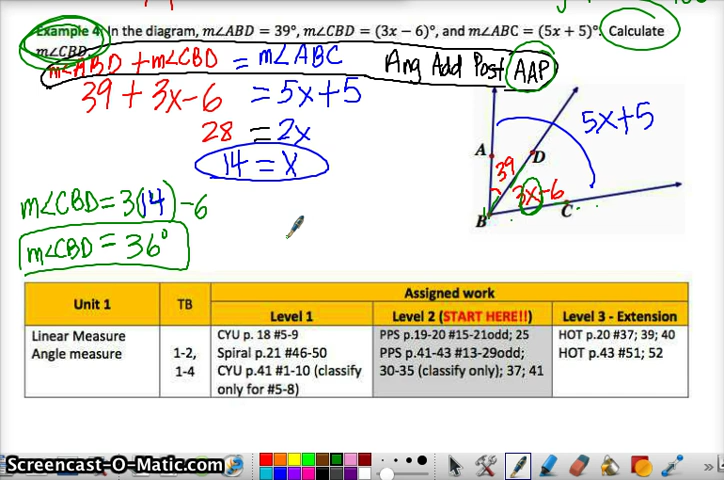 Example 4 In the diagram, m∠ABD = 39°, m∠CBD = (3x – 6)°, and m∠ABC = (5x + 5)°. Calculate
m∠CBD.
m∠ABD + m∠CBD = m∠ABC Ang Add Post AAP
39 + 3x - 6 = 5x + 5
28 = 2x
14 = x
m∠CBD = 3(14) - 6
m∠CBD = 36°
5x + 5
A
39
D
3x - 6
B
C
Unit 1 TB Assigned work
Level 1 Level 2 (START HERE!!) Level 3 - Extension
Linear Measure CYU p. 18 #5-9 PPS p.19-20 #15-21odd; 25 HOT p.20 #37; 39; 40
Angle measure 1-2, Spiral p.21 #46-50 PPS p.41-43 #13-29odd; HOT p.43 #51; 52
1-4 CYU p.41 #1-10 (classify 30-35 (classify only); 37; 41
only for #5-8)
Screencast-O-Matic.com